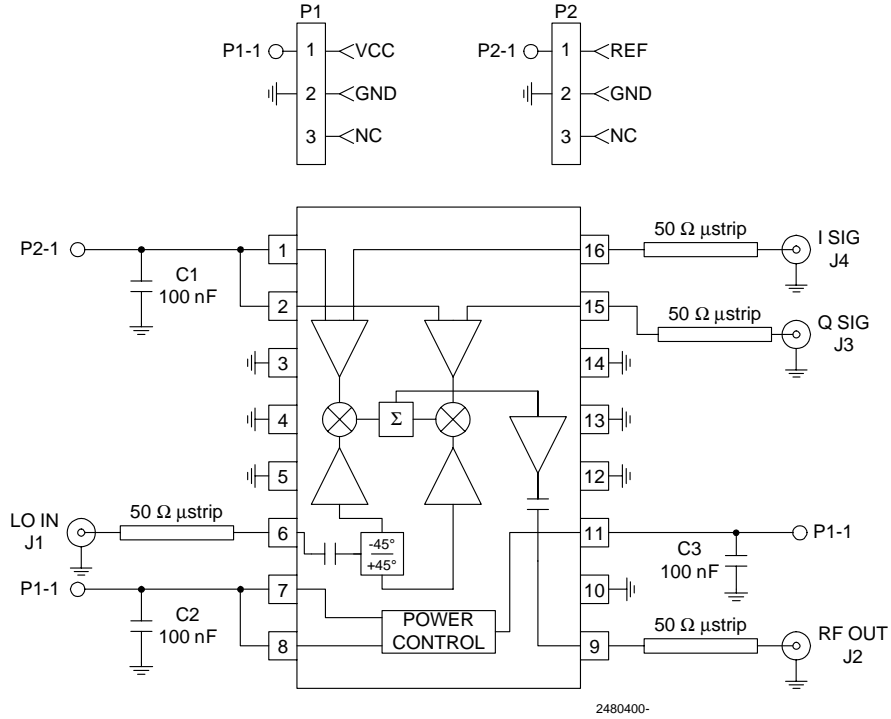 P1
P2
P1-1
1
VCC
P2-1
1
REF
2
GND
2
GND
3
NC
3
NC
P2-1
1
16
50 Ω μstrip
I SIG
J4
C1
100 nF
2
15
50 Ω μstrip
Q SIG
J3
3
14
4
Σ
13
5
12
LO IN
J1
50 Ω μstrip
6
-45°
+45°
11
P1-1
C3
100 nF
P1-1
7
10
C2
100 nF
POWER
CONTROL
8
9
50 Ω μstrip
RF OUT
J2
2480400-